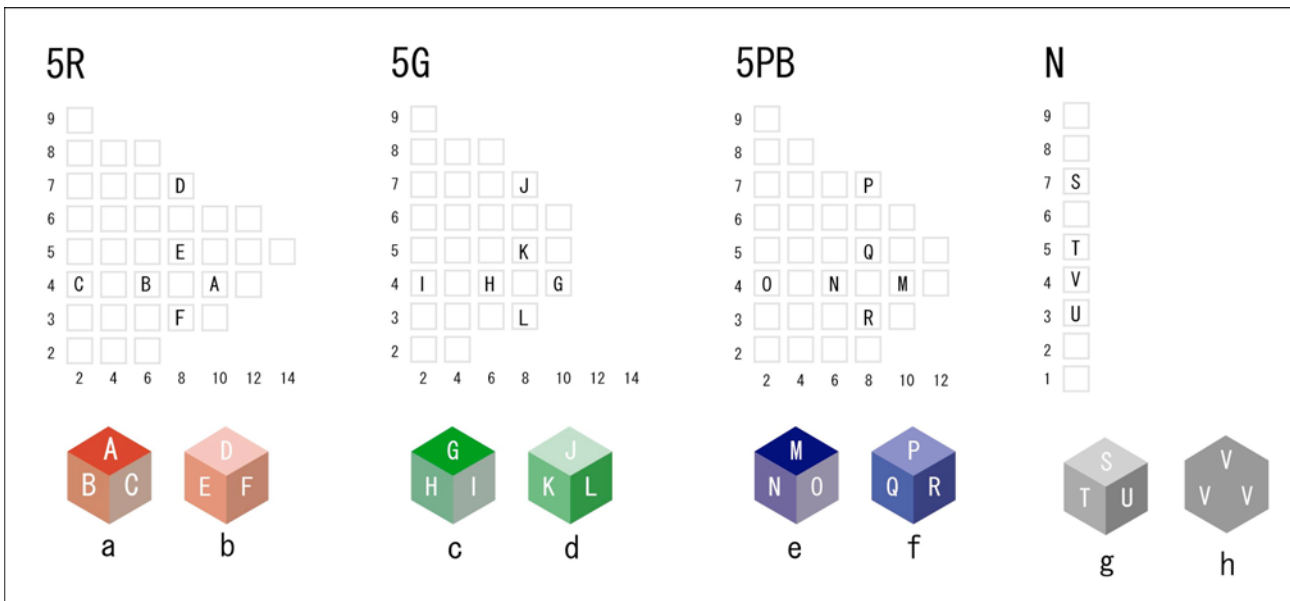 5R 5G 5PB N
9 9 9 9
8 8 8 8
7 D 7 J 7 P 7 S
6 6 6 6
5 E 5 K 5 Q 5 T
4 C B A 4 I H G 4 O N M 4 V
3 F 3 L 3 R 3 U
2 2 2 2
2 4 6 8 10 12 14 2 4 6 8 10 12 14 2 4 6 8 10 12 1
A D G J M P S V
B C E F H I K L N O Q R T U V V
a b c d e f g h